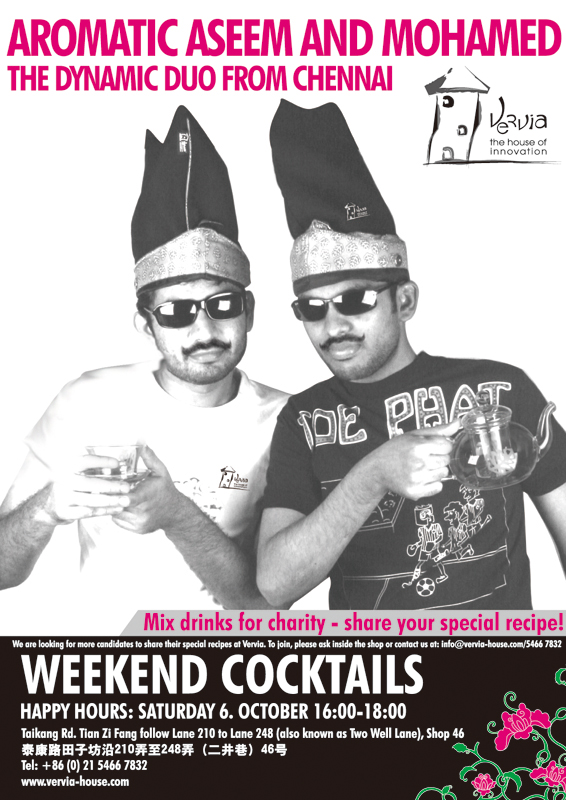 AROMATIC ASEEM AND MOHAMED
THE DYNAMIC DUO FROM CHENNAI
Vervia
the house of
innovation
TOE PHAT
Mix drinks for charity - share your special recipe!
We are looking for more candidates to share their special recipes at Vervia. To join, please ask inside the shop or contact us at: info@vervia-house.com/5466 7832
WEEKEND COCKTAILS
HAPPY HOURS: SATURDAY 6. OCTOBER 16:00-18:00
Taikang Rd. Tian Zi Fang follow Lane 210 to Lane 248 (also known as Two Well Lane), Shop 46
泰康路田子坊沿210弄至248弄 （二井巷）46号
Tel: +86 (0) 21 5466 7832
www.vervia-house.com